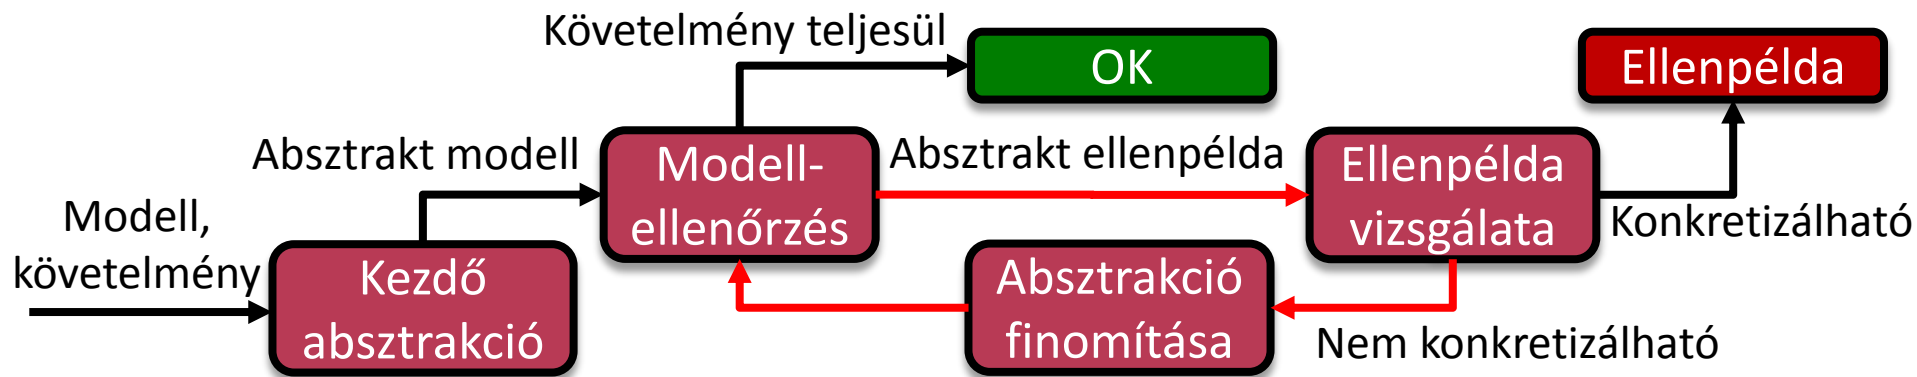 Követelmény teljesül
OK
Ellenpélda
Absztrakt modell
Modell-
ellenőrzés
Absztrakt ellenpélda
Ellenpélda
vizsgálata
Konkretizálható
Modell,
követelmény
Kezdő
absztrakció
Absztrakció
finomítása
Nem konkretizálható